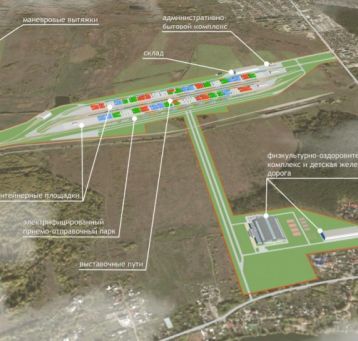 маневровые вытяжки
административно
бытовой комплекс
склад
физкультурно-оздоровите
комплекс и детская желе
дорога
онтейнерные площадки
электрифицированный
приемо-отправочный парк
выставочные пути